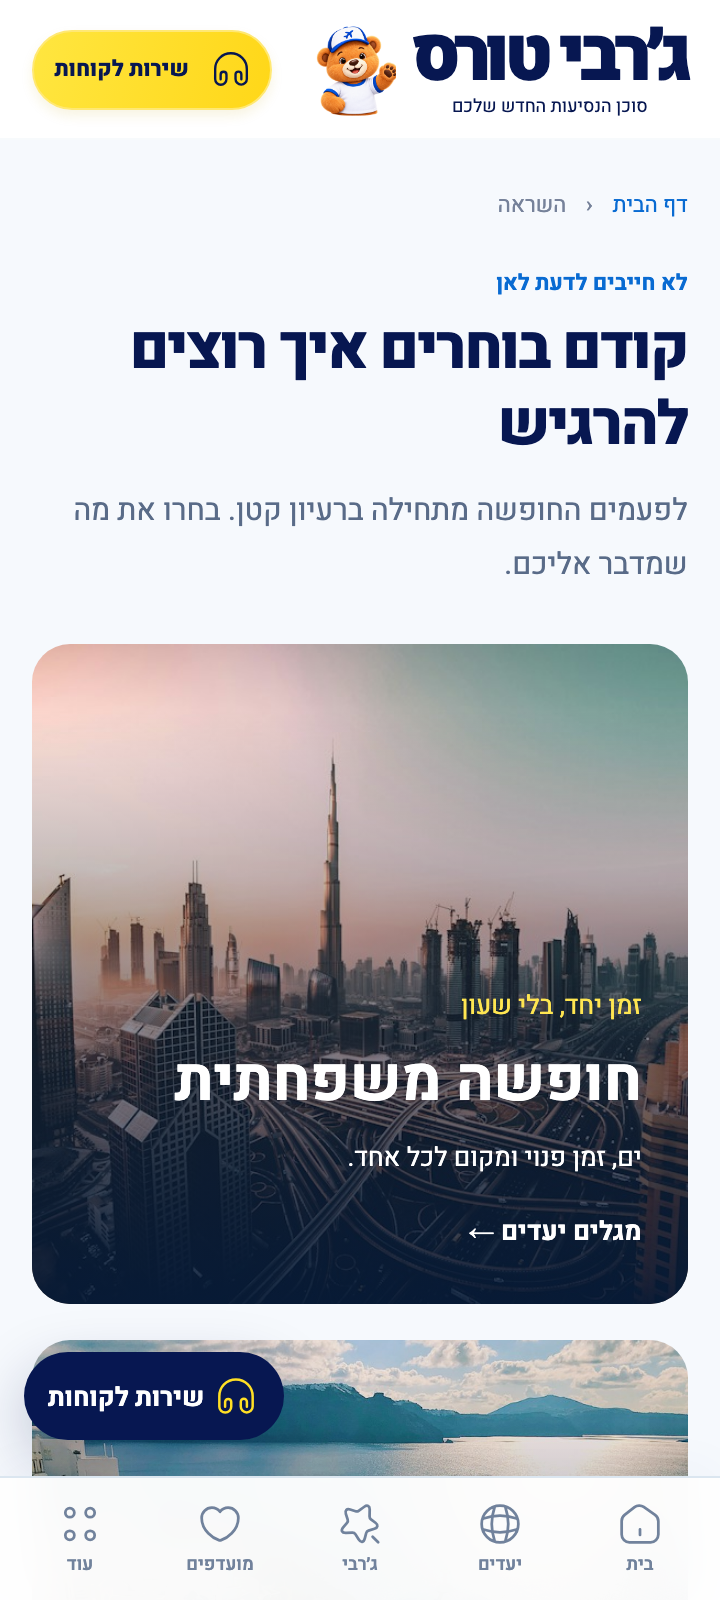 ג'רבי טורס
סוכן הנסיעות החדש שלכם
שירות לקוחות
דף הבית › השראה
לא חייבים לדעת לאן
קודם בוחרים איך רוצים
להרגיש
לפעמים החופשה מתחילה ברעיון קטן. בחרו את מה
שמדבר אליכם.
זמן יחד, בלי שעון
חופשה משפחתית
ים, זמן פנוי ומקום לכל אחד.
מגלים יעדים ←
שירות לקוחות
בית
יעדים
ג'רבי
מועדפים
עוד